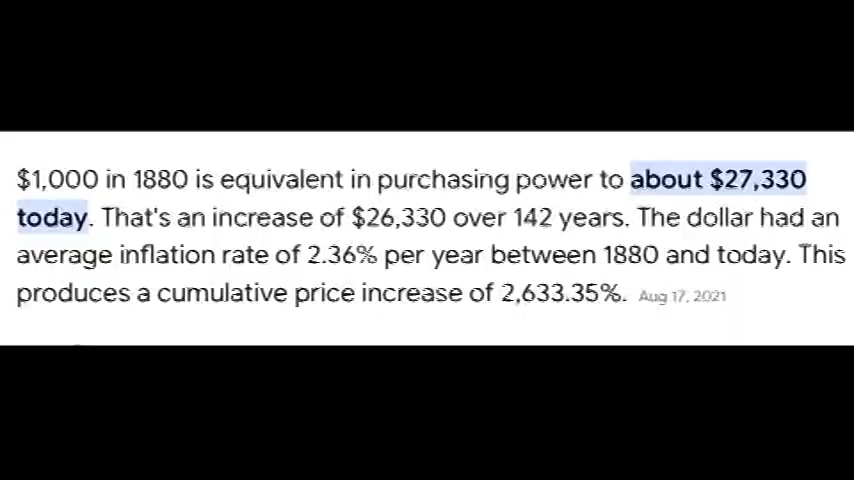 $1,000 in 1880 is equivalent in purchasing power to about $27,330
today. That's an increase of $26,330 over 142 years. The dollar had an
average inflation rate of 2.36% per year between 1880 and today. This
produces a cumulative price increase of 2,633.35%. Aug 17, 2021